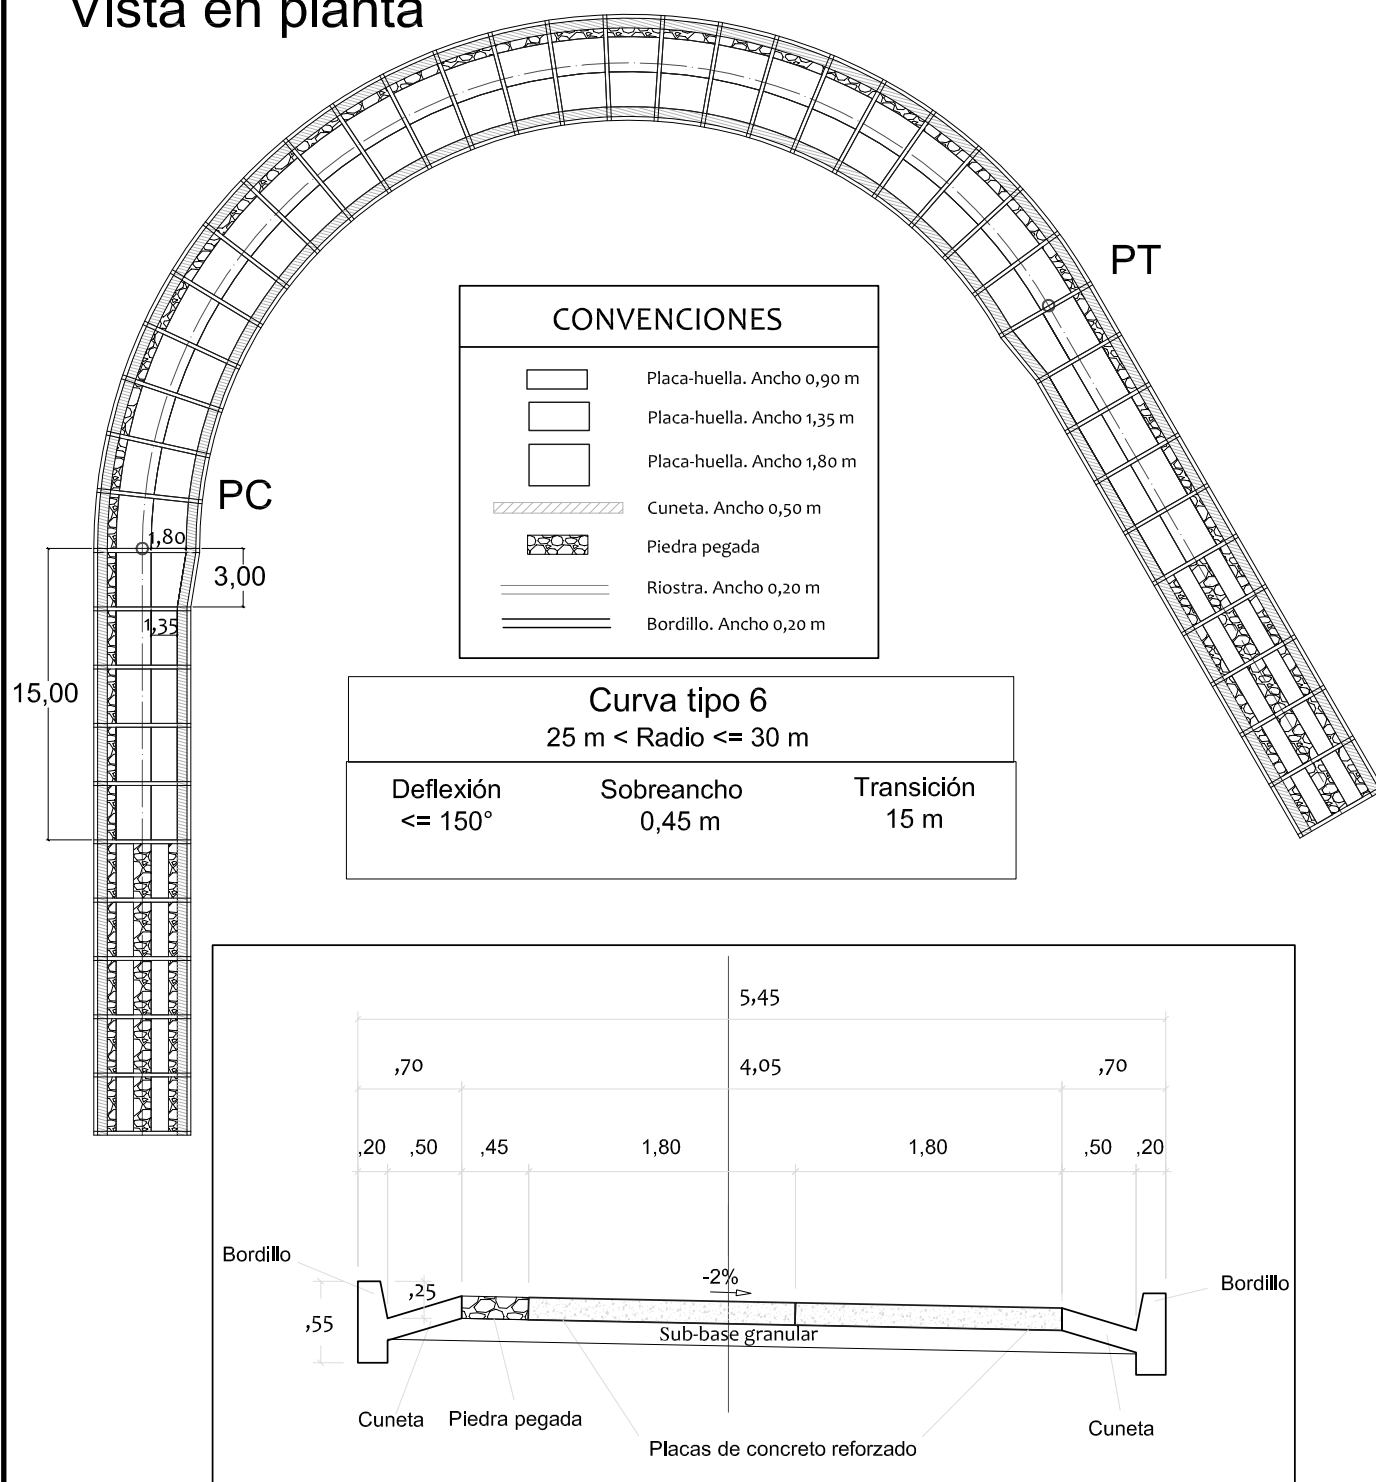 Vista en planta
PT
CONVENCIONES
Placa-huella. Ancho 0,90 m
Placa-huella. Ancho 1,35 m
Placa-huella. Ancho 1,80 m
Cuneta. Ancho 0,50 m
Piedra pegada
Riostra. Ancho 0,20 m
Bordillo. Ancho 0,20 m
PC
1,80
3,00
1,35
15,00
Curva tipo 6
25 m < Radio <= 30 m
Deflexión Sobreancho Transición
<= 150° 0,45 m 15 m
5,45
,70 4,05 ,70
,20 ,50 ,45 1,80 1,80 ,50 ,20
Bordillo
-2%
Bordillo
,25
,55
Sub-base granular
Cuneta Piedra pegada Cuneta
Placas de concreto reforzado